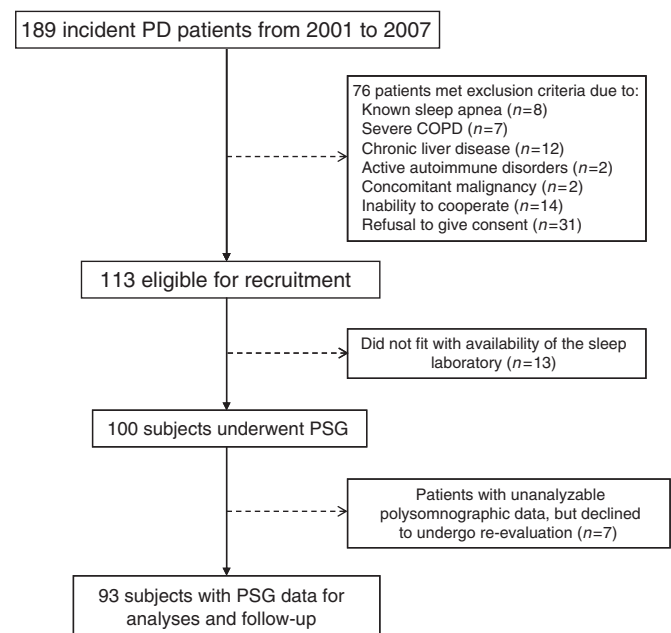 189 incident PD patients from 2001 to 2007
76 patients met exclusion criteria due to:
Known sleep apnea (n=8)
Severe COPD (n=7)
Chronic liver disease (n=12)
Active autoimmune disorders (n=2)
Concomitant malignancy (n=2)
Inability to cooperate (n=14)
Refusal to give consent (n=31)
113 eligible for recruitment
Did not fit with availability of the sleep
laboratory (n=13)
100 subjects underwent PSG
Patients with unanalyzable
polysomnographic data, but declined
to undergo re-evaluation (n=7)
93 subjects with PSG data for
analyses and follow-up